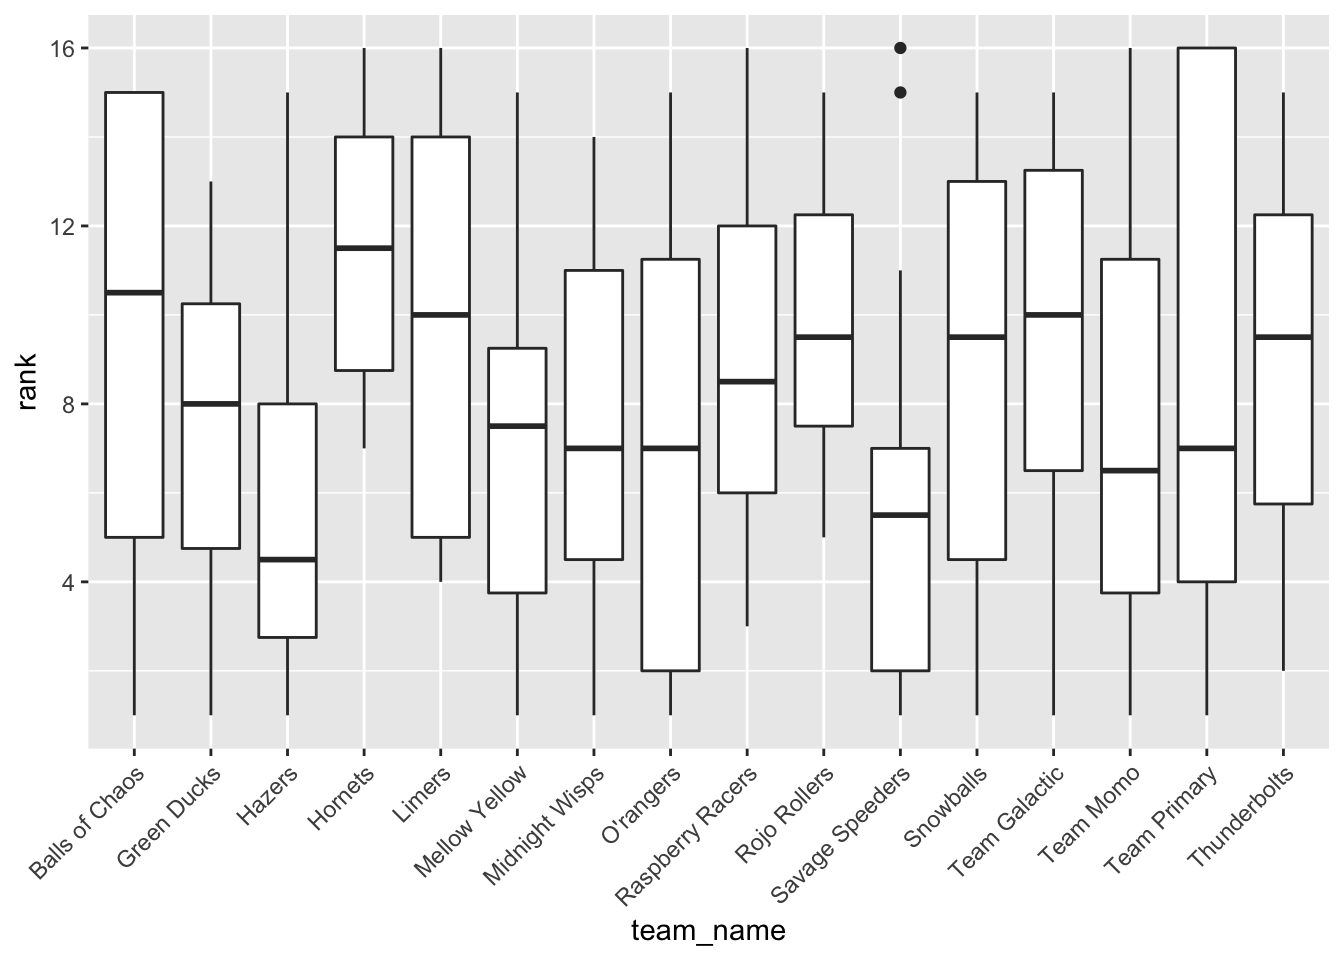 16
12
8
4
rank
Balls of Chaos
Green Ducks
Hazers
Hornets
Limers
Mellow Yellow
Midnight Wisps
O'rangers
Raspberry Racers
Rojo Rollers
Savage Speeders
Snowballs
Team Galactic
Team Momo
Team Primary
Thunderbolts
team_name